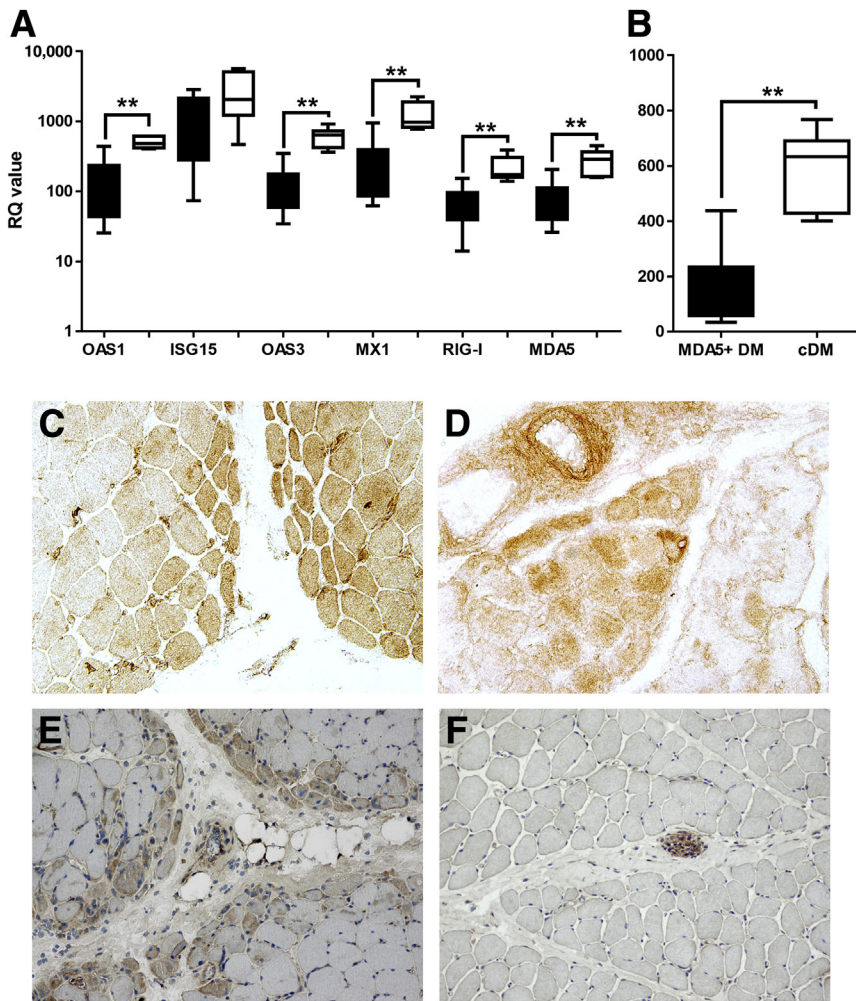 A
B
10,000
1000
100
10
1
RQ value
**
**
**
**
**
OAS1
ISG15
OAS3
MX1
RIG-I
MDA5
1000
800
600
400
200
0
**
MDA5+ DM
cDM
C
D
E
F